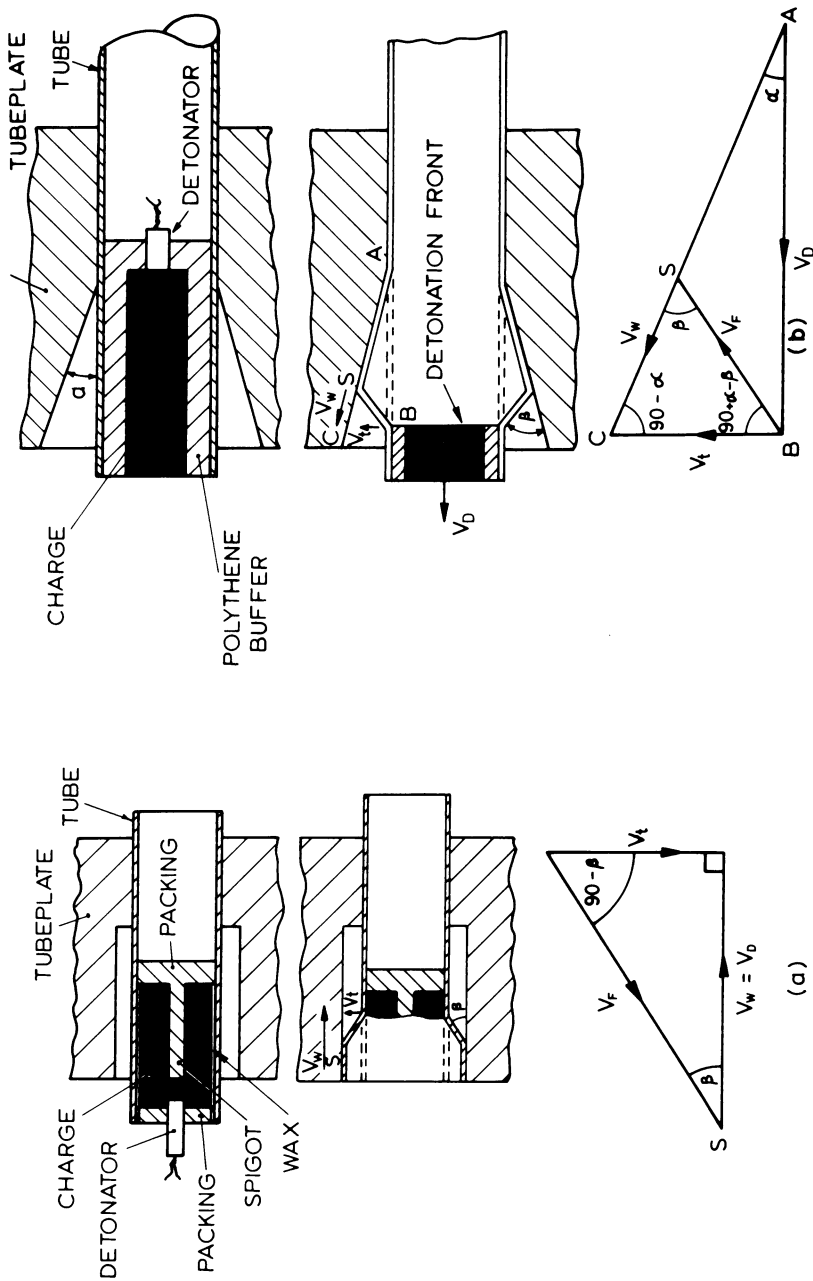 TUBEPLATE
TUBE
CHARGE
DETONATOR
PACKING
PACKING
SPIGOT
WAX
V_W
S
V_t
β
V_t
90-β
V_F
β
S
V_W = V_D
(a)
TUBEPLATE
TUBE
CHARGE
α
DETONATOR
POLYTHENE
BUFFER
C
V_W
S
V_t
A
B
β
DETONATION FRONT
V_D
C
V_W
S
A
90-α
β
V_t
V_F
α
90+α-β
B
V_D
(b)